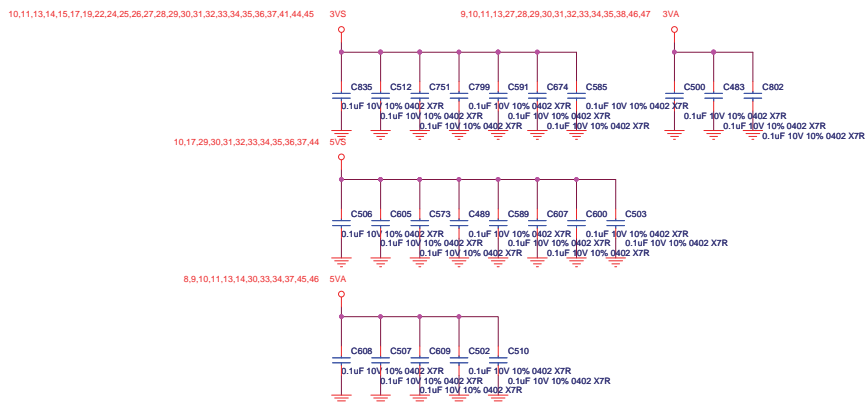 10,11,13,14,15,17,19,22,24,25,26,27,28,29,30,31,32,33,34,35,36,37,41,44,45 3VS
9,10,11,13,27,28,29,30,31,32,33,34,35,38,46,47 3VA
C835 C512 C751 C799 C591 C674 C585
C500 C483 C802
0.1uF 10V 10% 0402 X7R 0.1uF 10V 10% 0402 X7R 0.1uF 10V 10% 0402 X7R
0.1uF 10V 10% 0402 X7R
0.1uF 10V 10% 0402 X7R 0.1uF 10V 10% 0402 X7R
0.1uF 10V 10% 0402 X7R
0.1uF 10V 10% 0402 X7R 0.1uF 10V 10% 0402 X7R
0.1uF 10V 10% 0402 X7R
10,17,29,30,31,32,33,34,35,36,37,44 5VS
C506 C605 C573 C489 C589 C607 C600 C503
0.1uF 10V 10% 0402 X7R 0.1uF 10V 10% 0402 X7R 0.1uF 10V 10% 0402 X7R
0.1uF 10V 10% 0402 X7R 0.1uF 10V 10% 0402 X7R 0.1uF 10V 10% 0402 X7R
0.1uF 10V 10% 0402 X7R 0.1uF 10V 10% 0402 X7R
8,9,10,11,13,14,30,33,34,37,45,46 5VA
C608 C507 C609 C502 C510
0.1uF 10V 10% 0402 X7R 0.1uF 10V 10% 0402 X7R
0.1uF 10V 10% 0402 X7R 0.1uF 10V 10% 0402 X7R
0.1uF 10V 10% 0402 X7R